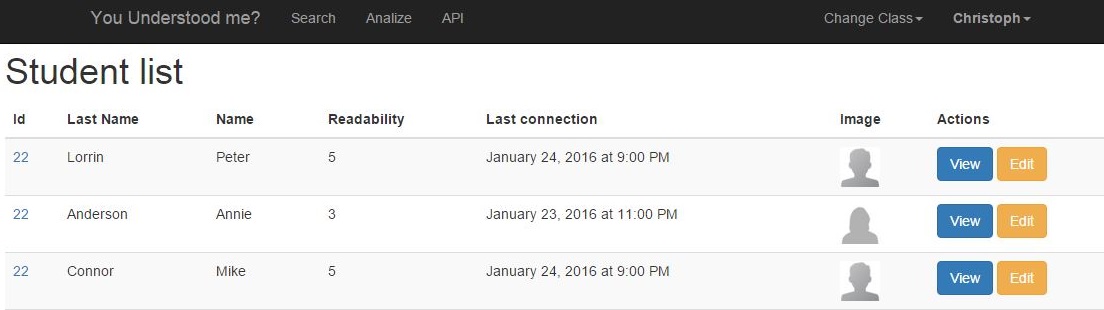 You Understood me? Search Analize API Change Class Christoph
Student list
Id Last Name Name Readability Last connection Image Actions
22 Lorrin Peter 5 January 24, 2016 at 9:00 PM View Edit
22 Anderson Annie 3 January 23, 2016 at 11:00 PM View Edit
22 Connor Mike 5 January 24, 2016 at 9:00 PM View Edit